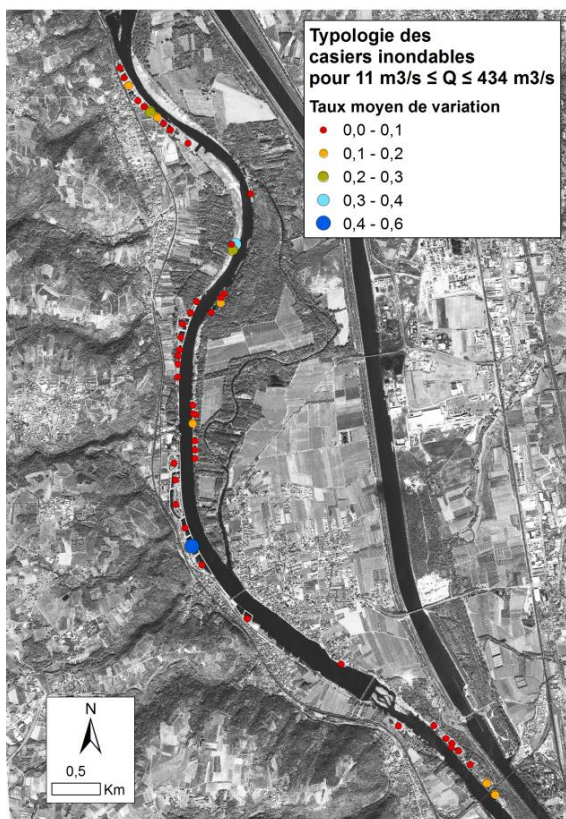 Typologie des
casiers inondables
pour 11 m3/s ≤ Q ≤ 434 m3/s
Taux moyen de variation
0,0 - 0,1
0,1 - 0,2
0,2 - 0,3
0,3 - 0,4
0,4 - 0,6
N
0,5
Km